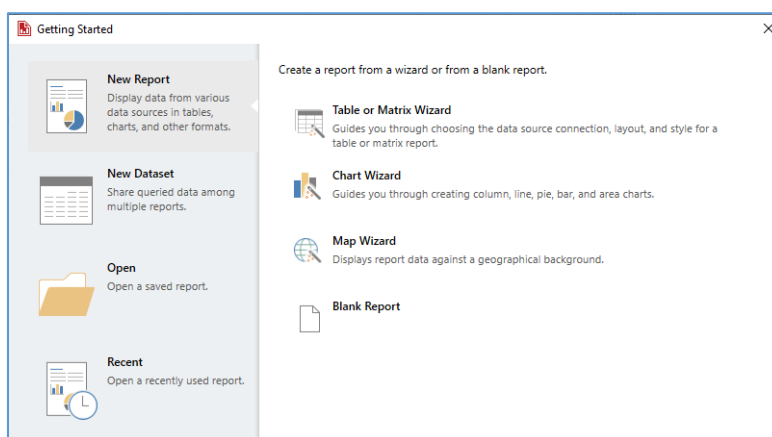 Getting Started
New Report
Display data from various
data sources in tables,
charts, and other formats.
New Dataset
Share queried data among
multiple reports.
Open
Open a saved report.
Recent
Open a recently used report.
Create a report from a wizard or from a blank report.
Table or Matrix Wizard
Guides you through choosing the data source connection, layout, and style for a
table or matrix report.
Chart Wizard
Guides you through creating column, line, pie, bar, and area charts.
Map Wizard
Displays report data against a geographical background.
Blank Report